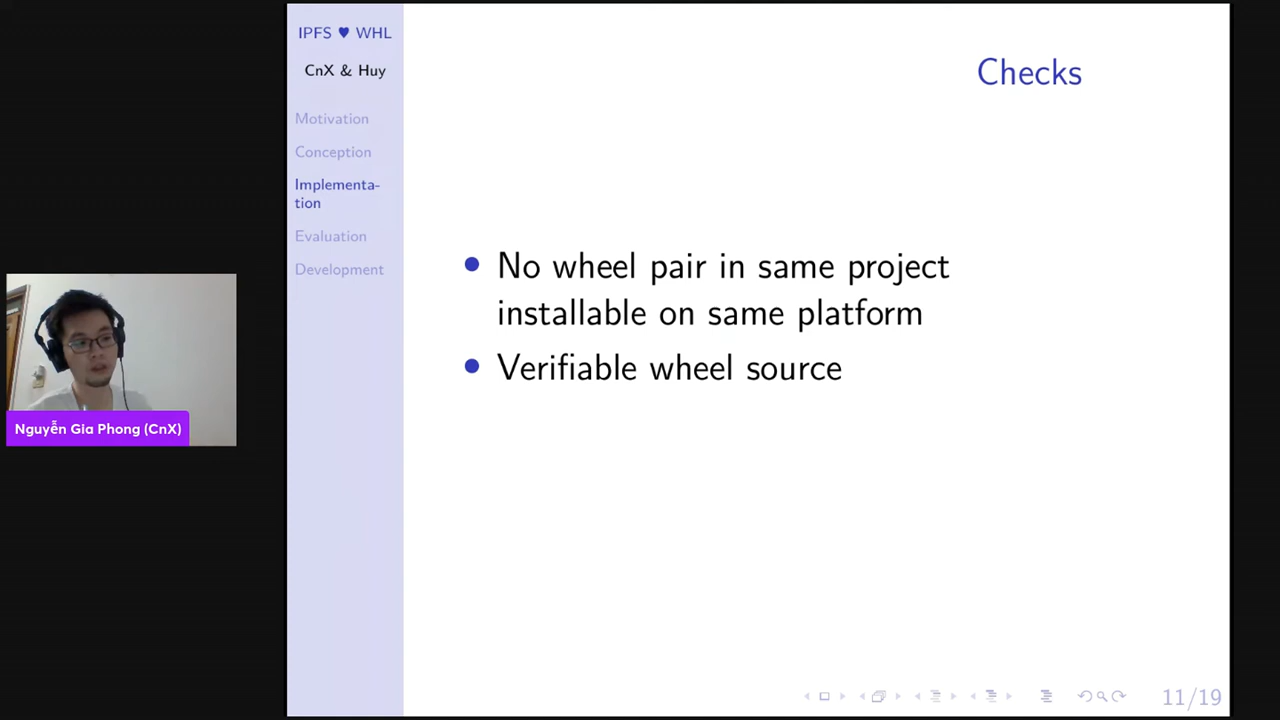 IPFS ♥ WHL
CnX & Huy
Motivation
Conception
Implementa-
tion
Evaluation
Development
Checks
• No wheel pair in same project
installable on same platform
• Verifiable wheel source
11/19
Nguyễn Gia Phong (CnX)